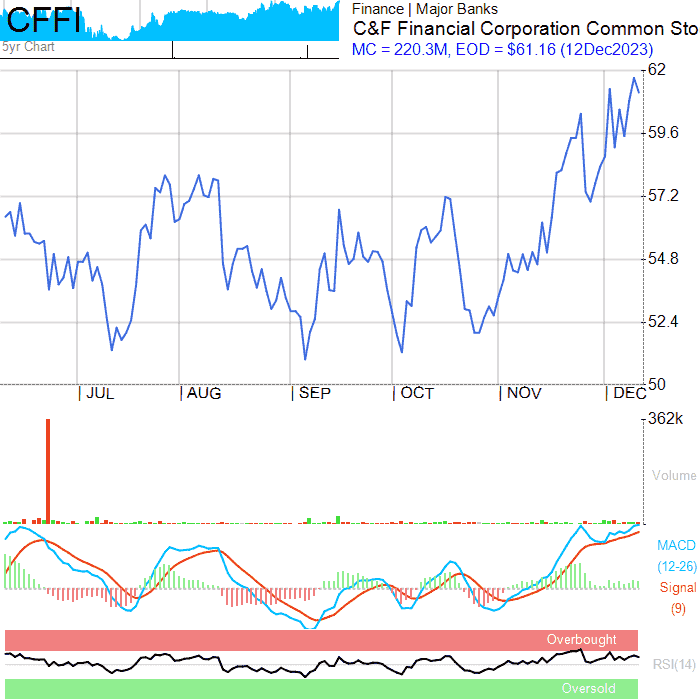 CFFI
5yr Chart
Finance | Major Banks
C&F Financial Corporation Common Sto
MC = 220.3M, EOD = $61.16 (12Dec2023)
62
59.6
57.2
54.8
52.4
50
| JUL | AUG | SEP | OCT | NOV | DEC
362k
Volume
MACD
(12-26)
Signal
(9)
Overbought
RSI(14)
Oversold